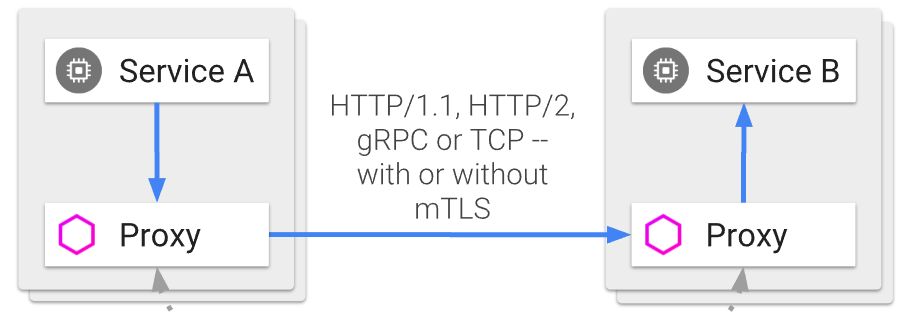 Service A
Service B
HTTP/1.1, HTTP/2,
gRPC or TCP --
with or without
mTLS
Proxy
Proxy